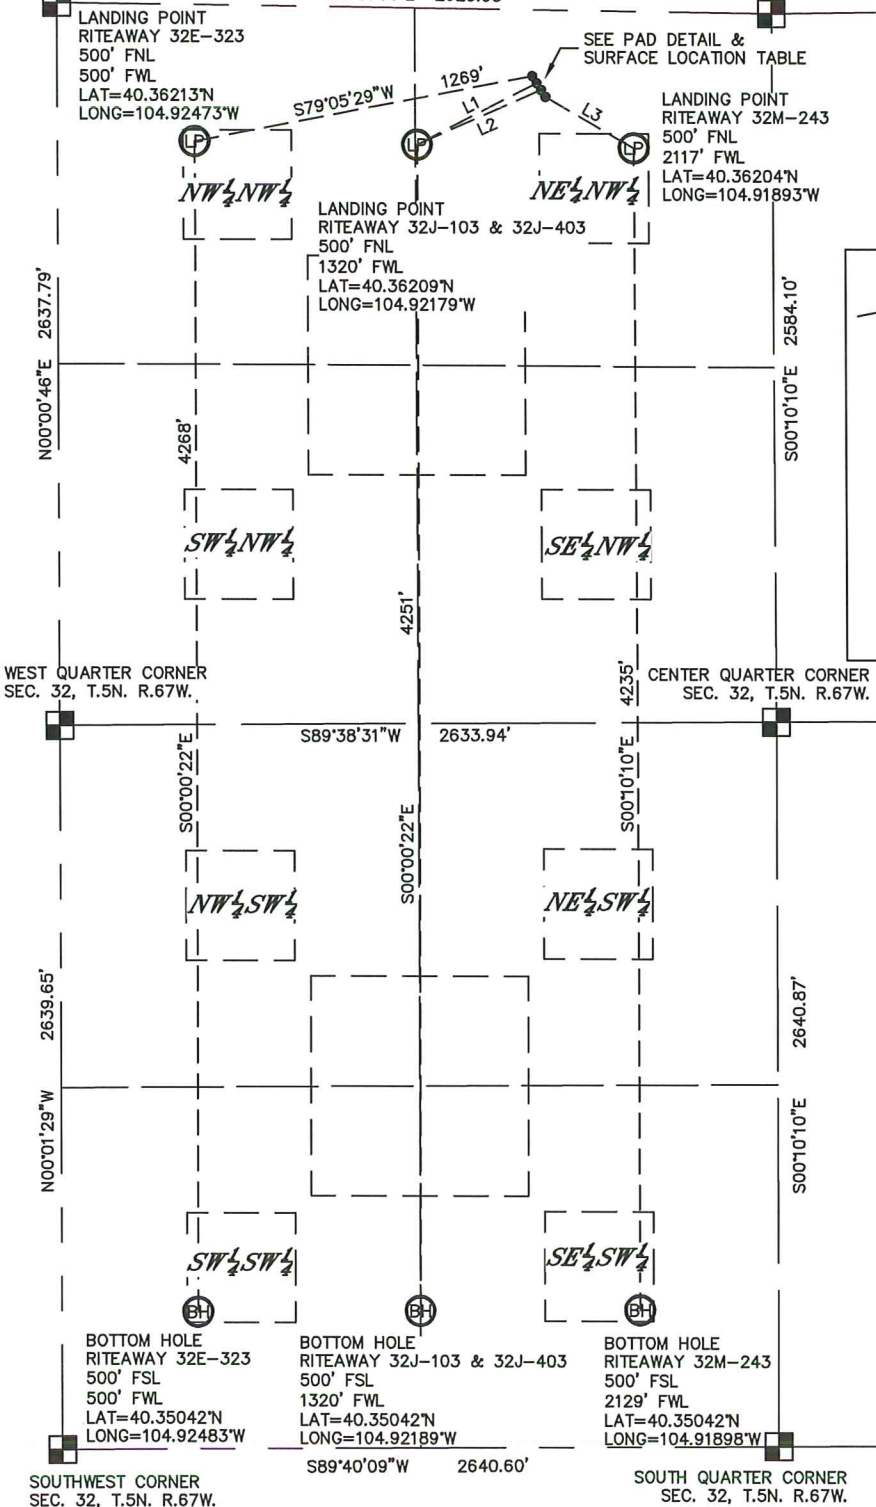 LANDING POINT
RITEAWAY 32E-323
500' FNL
500' FWL
LAT=40.36213°N
LONG=104.92473°W
SEE PAD DETAIL &
SURFACE LOCATION TABLE
S79°05'29"W
1269'
L1
L2
L3
LANDING POINT
RITEAWAY 32M-243
500' FNL
2117' FWL
LAT=40.36204°N
LONG=104.91893°W
LP
LP
LP
NW¼NW¼
NE¼NW¼
LANDING POINT
RITEAWAY 32J-103 & 32J-403
500' FNL
1320' FWL
LAT=40.36209°N
LONG=104.92179°W
N00°00'46"E 2637.79'
S00°10'10"E 2584.10'
4268'
SW¼NW¼
SE¼NW¼
4251'
4235'
WEST QUARTER CORNER
SEC. 32, T.5N. R.67W.
CENTER QUARTER CORNER
SEC. 32, T.5N. R.67W.
S89°38'31"W 2633.94'
S00°00'22"E
S00°00'22"E
S00°10'10"E
NW¼SW¼
NE¼SW¼
N00°01'29"W 2639.65'
S00°10'10"E 2640.87'
SW¼SW¼
SE¼SW¼
BH
BH
BH
BOTTOM HOLE
RITEAWAY 32E-323
500' FSL
500' FWL
LAT=40.35042°N
LONG=104.92483°W
BOTTOM HOLE
RITEAWAY 32J-103 & 32J-403
500' FSL
1320' FWL
LAT=40.35042°N
LONG=104.92189°W
BOTTOM HOLE
RITEAWAY 32M-243
500' FSL
2129' FWL
LAT=40.35042°N
LONG=104.91898°W
S89°40'09"W 2640.60'
SOUTHWEST CORNER
SEC. 32, T.5N. R.67W.
SOUTH QUARTER CORNER
SEC. 32, T.5N. R.67W.